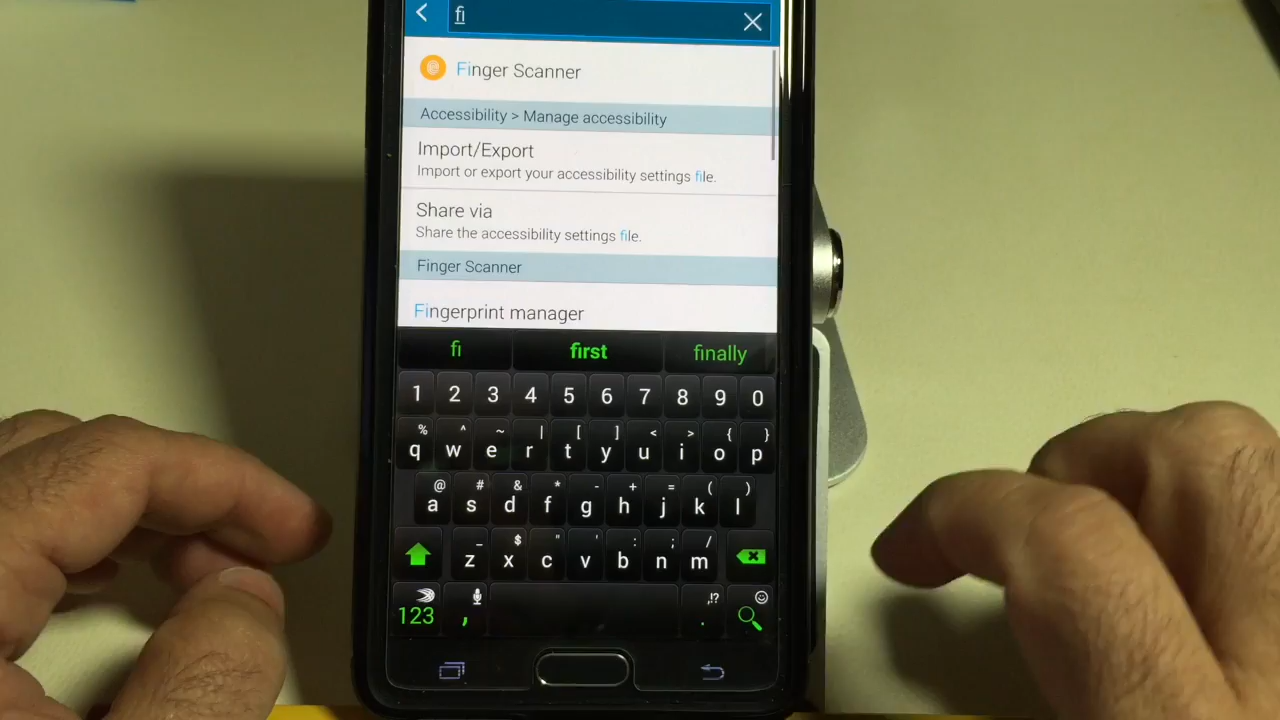 fi
Finger Scanner
Accessibility > Manage accessibility
Import/Export
Import or export your accessibility settings file.
Share via
Share the accessibility settings file.
Finger Scanner
Fingerprint manager
fi first finally
1 2 3 4 5 6 7 8 9 0
% ^ ~ | [ ] < > { }
q w e r t y u i o p
@ # & * - + = ( )
a s d f g h j k l
_ $ " ' : ; /
z x c v b n m
,!?
123 , .